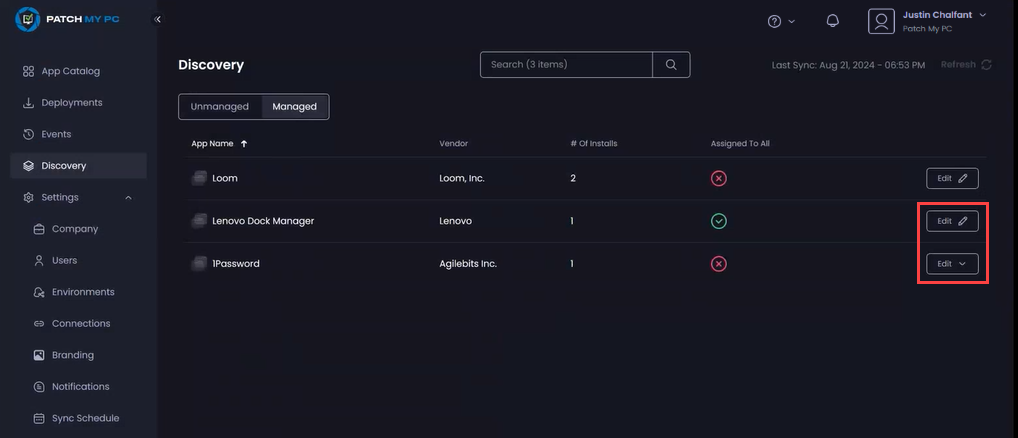 PATCH MY PC
Justin Chalfant
Patch My PC
App Catalog
Deployments
Events
Discovery
Settings
Company
Users
Environments
Connections
Branding
Notifications
Sync Schedule
Discovery
Search (3 items)
Last Sync: Aug 21, 2024 - 06:53 PM Refresh
Unmanaged Managed
App Name Vendor # Of Installs Assigned To All
Loom Loom, Inc. 2 Edit
Lenovo Dock Manager Lenovo 1 Edit
1Password Agilebits Inc. 1 Edit